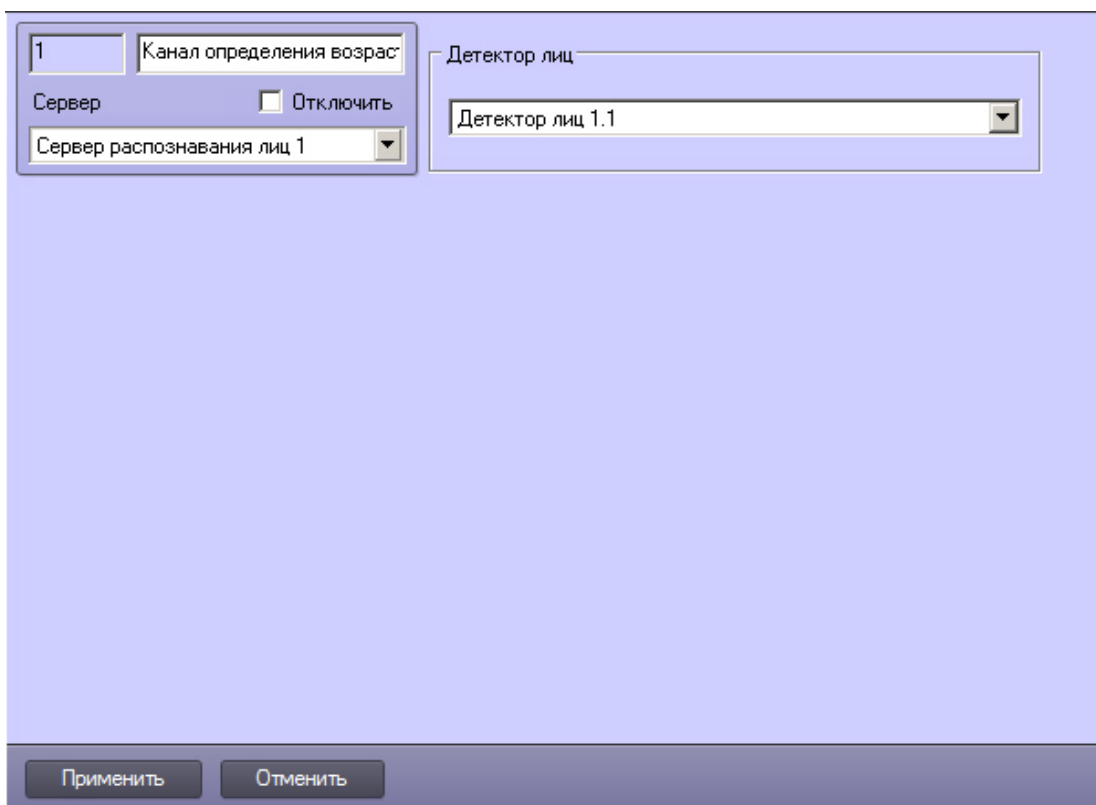 1
Канал определения возраст
Сервер
Отключить
Сервер распознавания лиц 1
Детектор лиц
Детектор лиц 1.1
Применить
Отменить